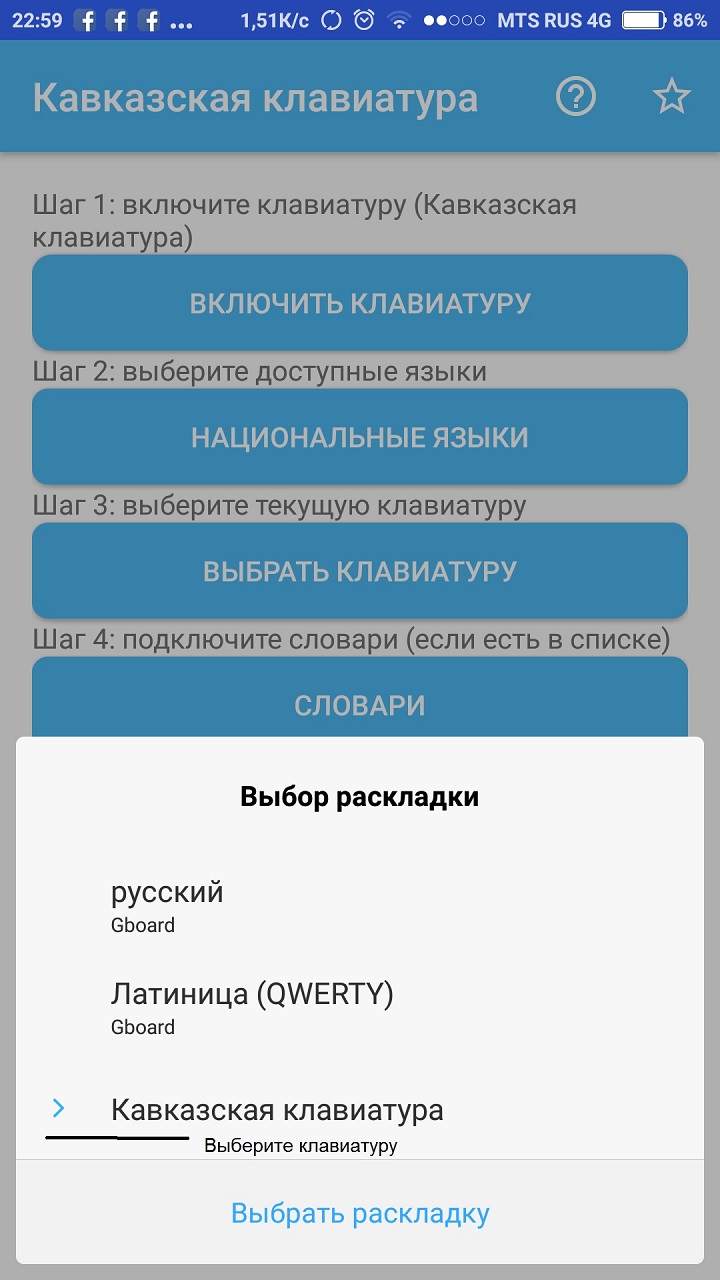 22:59 ... 1,51К/с MTS RUS 4G 86%
Кавказская клавиатура
Шаг 1: включите клавиатуру (Кавказская
клавиатура)
ВКЛЮЧИТЬ КЛАВИАТУРУ
Шаг 2: выберите доступные языки
НАЦИОНАЛЬНЫЕ ЯЗЫКИ
Шаг 3: выберите текущую клавиатуру
ВЫБРАТЬ КЛАВИАТУРУ
Шаг 4: подключите словари (если есть в списке)
СЛОВАРИ
Выбор раскладки
русский
Gboard
Латиница (QWERTY)
Gboard
Кавказская клавиатура
Выберите клавиатуру
Выбрать раскладку